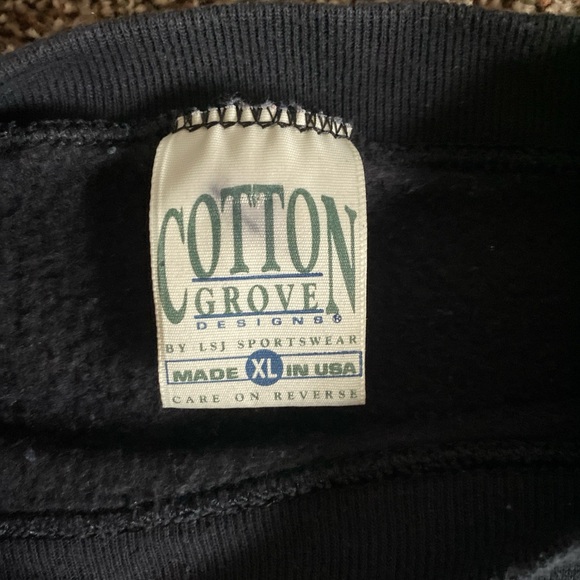 COTTON
GROVE
DESIGNS®
BY LSJ SPORTSWEAR
MADE XL IN USA
CARE ON REVERSE